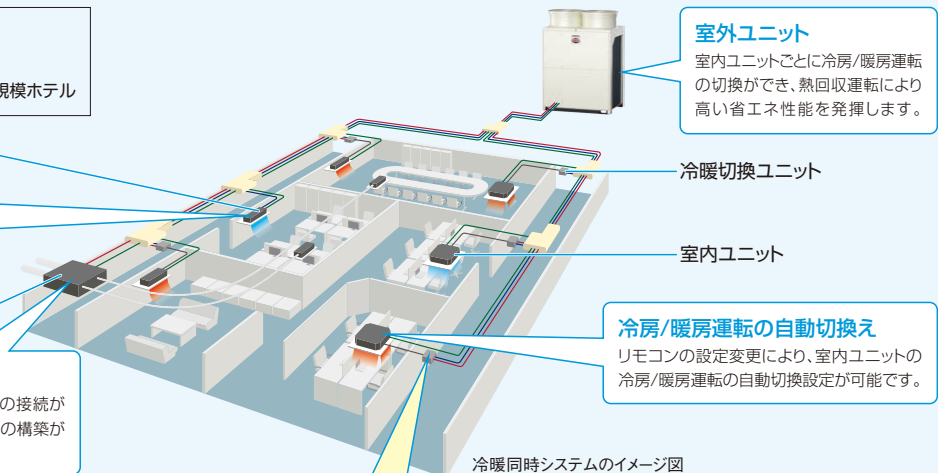 規模ホテル
室外ユニット
室内ユニットごとに冷房/暖房運転
の切換ができ、熱回収運転により
高い省エネ性能を発揮します。
冷暖切換ユニット
室内ユニット
冷房/暖房運転の自動切換え
リモコンの設定変更により、室内ユニットの
冷房/暖房運転の自動切換設定が可能です。
の接続が
の構築が
冷暖同時システムのイメージ図